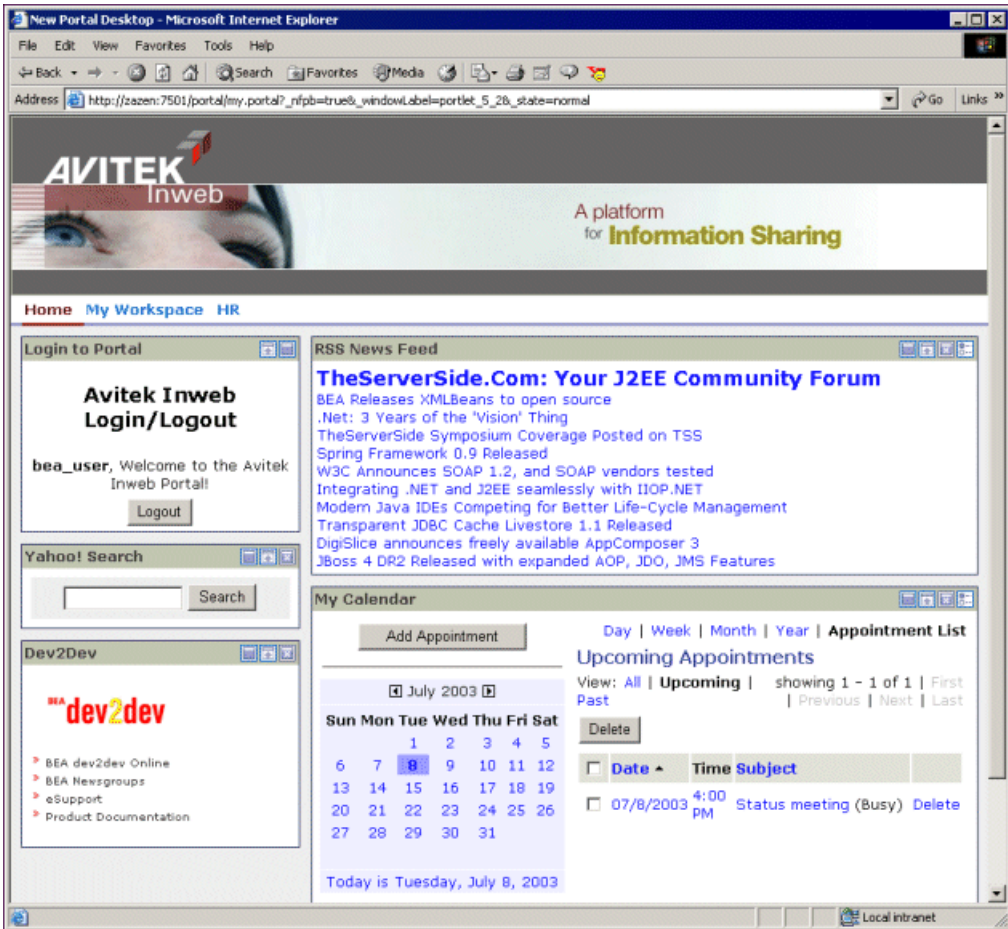 New Portal Desktop - Microsoft Internet Explorer
File Edit View Favorites Tools Help
Back Search Favorites Media
Address http://zazen:7501/portal/my.portal?_nfpb=true&_windowLabel=portlet_5_2&_state=normal Go Links »
AVITEK
Inweb
A platform
for Information Sharing
Home My Workspace HR
Login to Portal
Avitek Inweb
Login/Logout
bea_user, Welcome to the Avitek
Inweb Portal!
Logout
Yahoo! Search
Search
Dev2Dev
BEA dev2dev
BEA dev2dev Online
BEA Newsgroups
eSupport
Product Documentation
RSS News Feed
TheServerSide.Com: Your J2EE Community Forum
BEA Releases XMLBeans to open source
.Net: 3 Years of the 'Vision' Thing
TheServerSide Symposium Coverage Posted on TSS
Spring Framework 0.9 Released
W3C Announces SOAP 1.2, and SOAP vendors tested
Integrating .NET and J2EE seamlessly with IIOP.NET
Modern Java IDEs Competing for Better Life-Cycle Management
Transparent JDBC Cache Livestore 1.1 Released
DigiSlice announces freely available AppComposer 3
JBoss 4 DR2 Released with expanded AOP, JDO, JMS Features
My Calendar
Add Appointment
July 2003
Sun Mon Tue Wed Thu Fri Sat
1 2 3 4 5
6 7 8 9 10 11 12
13 14 15 16 17 18 19
20 21 22 23 24 25 26
27 28 29 30 31
Today is Tuesday, July 8, 2003
Day | Week | Month | Year | Appointment List
Upcoming Appointments
View: All | Upcoming | showing 1 - 1 of 1 | First
Past | Previous | Next | Last
Delete
Date Time Subject
07/8/2003 4:00 PM Status meeting (Busy) Delete
Local intranet